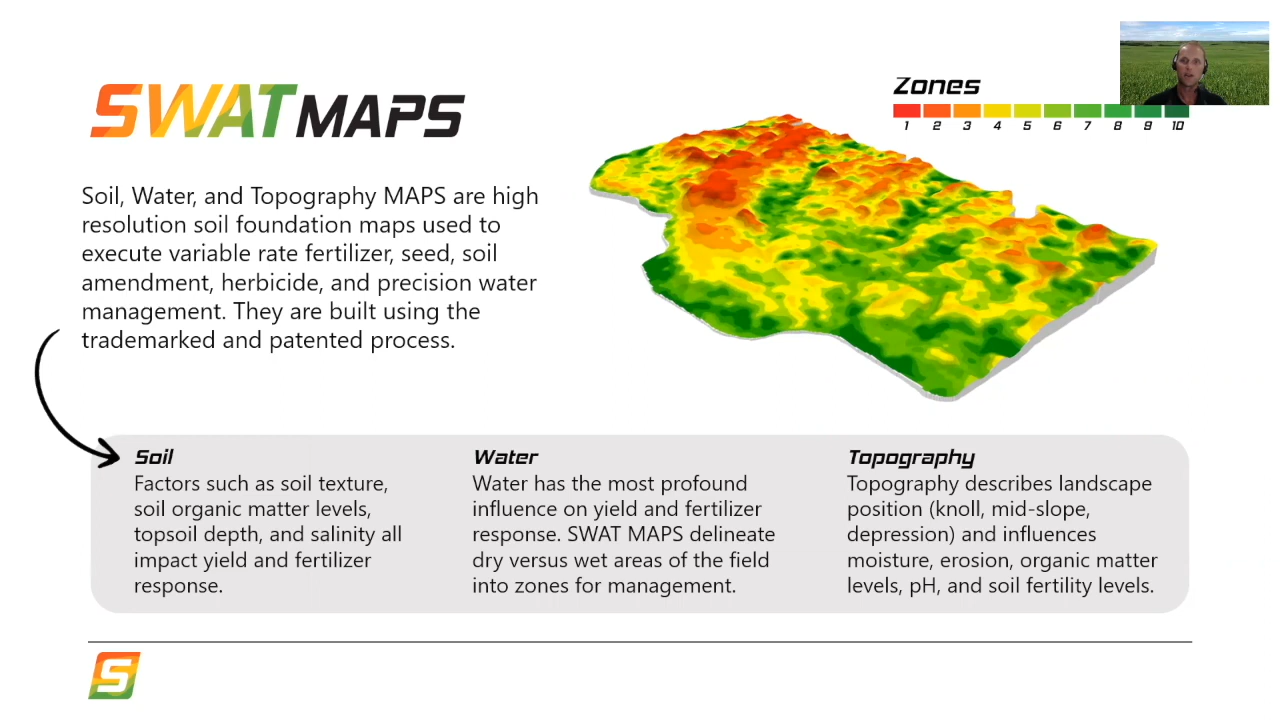 SWAT MAPS
Zones
1 2 3 4 5 6 7 8 9 10
Soil, Water, and Topography MAPS are high
resolution soil foundation maps used to
execute variable rate fertilizer, seed, soil
amendment, herbicide, and precision water
management. They are built using the
trademarked and patented process.
Soil
Factors such as soil texture,
soil organic matter levels,
topsoil depth, and salinity all
impact yield and fertilizer
response.
Water
Water has the most profound
influence on yield and fertilizer
response. SWAT MAPS delineate
dry versus wet areas of the field
into zones for management.
Topography
Topography describes landscape
position (knoll, mid-slope,
depression) and influences
moisture, erosion, organic matter
levels, pH, and soil fertility levels.
S